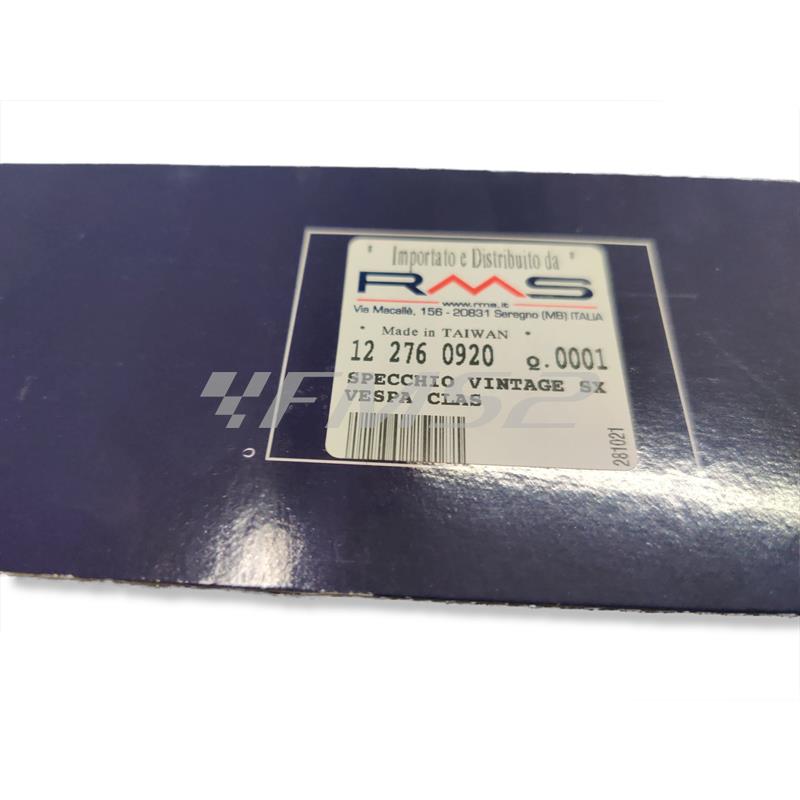 " Importato e Distribuito da "
RMS
www.rms.it
Via Macallè, 156 - 20831 Seregno (MB) ITALIA
* Made in TAIWAN *
12 276 0920 Q.0001
SPECCHIO VINTAGE SX
VESPA CLAS
281021
FMS2